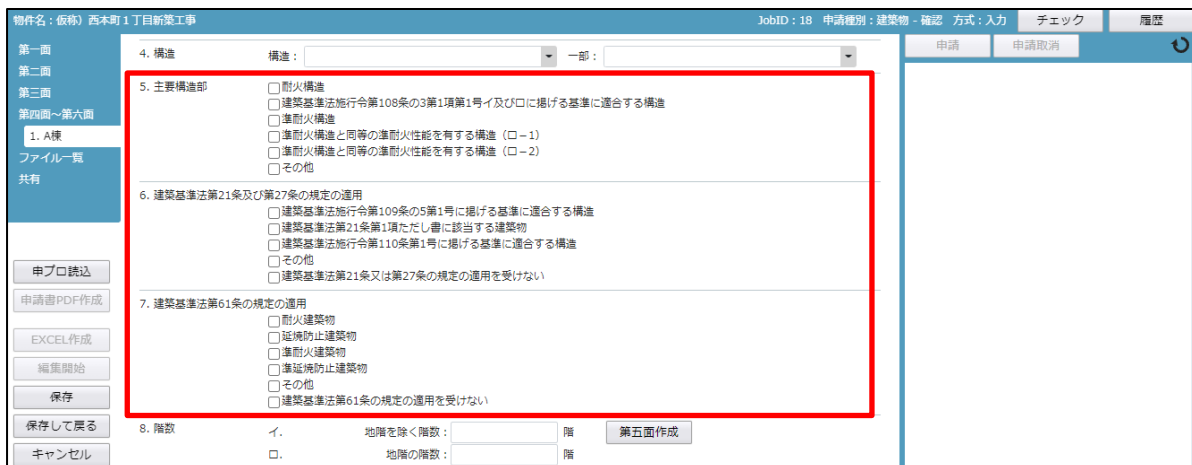 物件名：仮称）西本町１丁目新築工事
JobID：18 申請種別：建築物 - 確認 方式：入力
チェック
履歴
第一面
第二面
第三面
第四面～第六面
1. A棟
ファイル一覧
共有
申プロ読込
申請書PDF作成
EXCEL作成
編集開始
保存
保存して戻る
キャンセル
4. 構造 構造： 一部：
5. 主要構造部
耐火構造
建築基準法施行令第108条の3第1項第1号イ及びロに掲げる基準に適合する構造
準耐火構造
準耐火構造と同等の準耐火性能を有する構造（ロ－1）
準耐火構造と同等の準耐火性能を有する構造（ロ－2）
その他
6. 建築基準法第21条及び第27条の規定の適用
建築基準法施行令第109条の5第1号に掲げる基準に適合する構造
建築基準法第21条第1項ただし書に該当する建築物
建築基準法施行令第110条第1号に掲げる基準に適合する構造
その他
建築基準法第21条又は第27条の規定の適用を受けない
7. 建築基準法第61条の規定の適用
耐火建築物
延焼防止建築物
準耐火建築物
準延焼防止建築物
その他
建築基準法第61条の規定の適用を受けない
8. 階数 イ. 地階を除く階数： 階 第五面作成
ロ. 地階の階数： 階
申請
申請取消